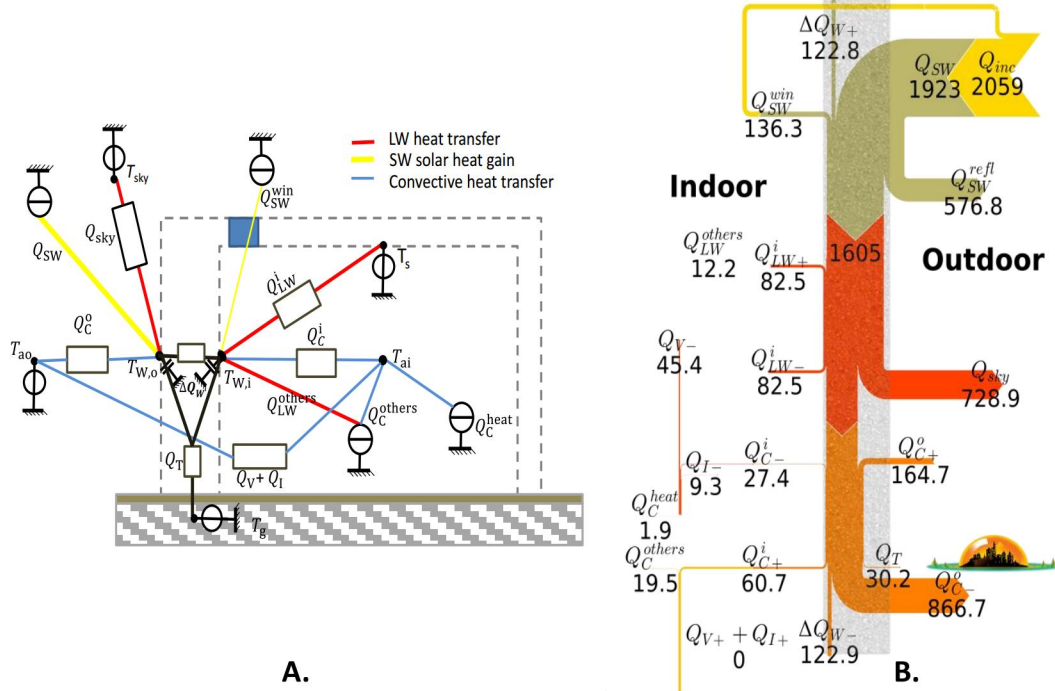 LW heat transfer
SW solar heat gain
Convective heat transfer
T_sky
Q_SW^win
Q_SW
Q_sky
Q_LW^i
T_s
Q_C^o
Q_C^i
T_ao
T_W,o
ΔQ_W
T_W,i
T_ai
Q_LW^others
Q_C^others
Q_C^heat
Q_T
Q_V + Q_I
T_g
A.
ΔQ_W+
122.8
Q_SW
1923
Q_inc
2059
Q_SW^win
136.3
Indoor
Q_SW^refl
576.8
Q_LW^others
12.2
Q_LW+^i
82.5
1605
Outdoor
Q_V-
45.4
Q_LW-^i
82.5
Q_sky
728.9
Q_I-
9.3
Q_C-^i
27.4
Q_C+^o
164.7
Q_C^heat
1.9
Q_C^others
19.5
Q_C+^i
60.7
Q_T
30.2
Q_C-^o
866.7
Q_V+ + Q_I+
0
ΔQ_W-
122.9
B.